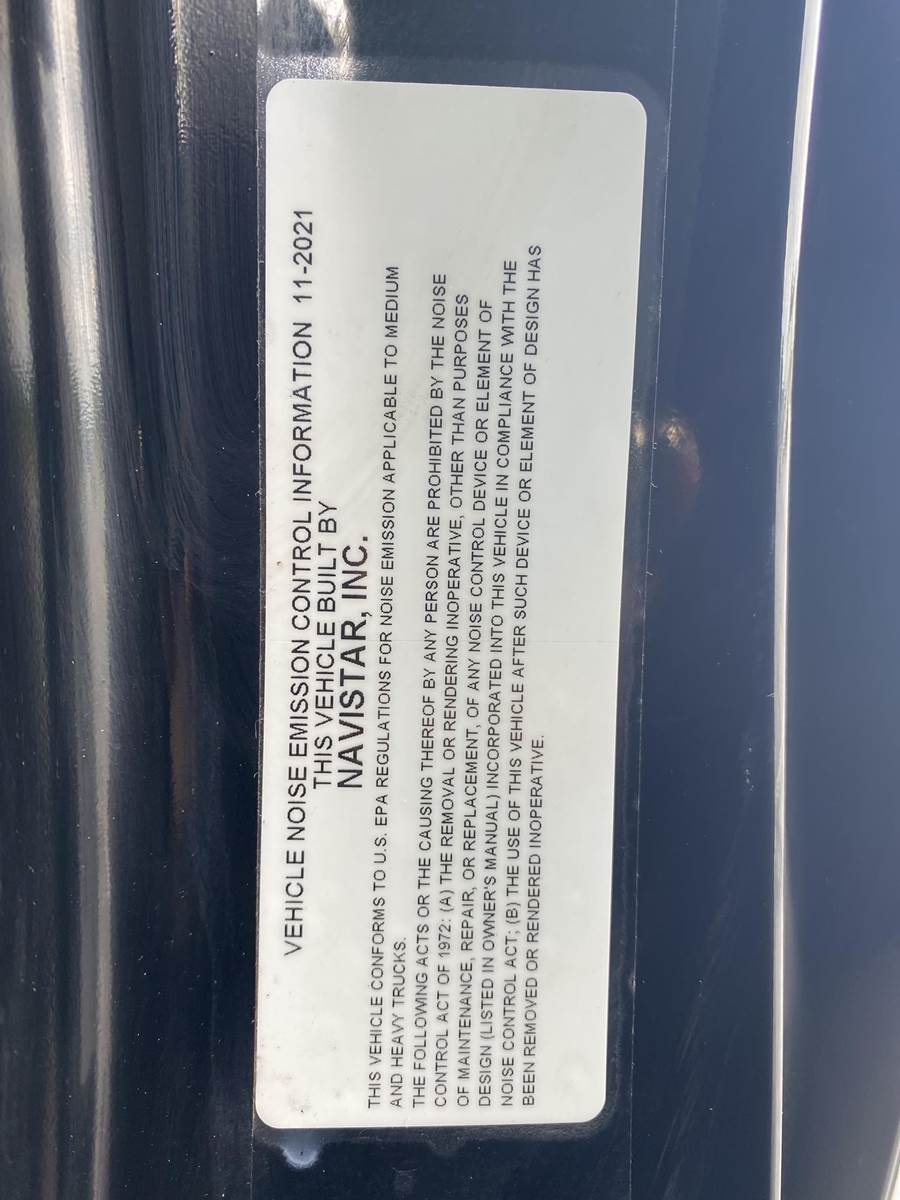 VEHICLE NOISE EMISSION CONTROL INFORMATION 11-2021
THIS VEHICLE BUILT BY
NAVISTAR, INC.
THIS VEHICLE CONFORMS TO U.S. EPA REGULATIONS FOR NOISE EMISSION APPLICABLE TO MEDIUM
AND HEAVY TRUCKS.
THE FOLLOWING ACTS OR THE CAUSING THEREOF BY ANY PERSON ARE PROHIBITED BY THE NOISE
CONTROL ACT OF 1972: (A) THE REMOVAL OR RENDERING INOPERATIVE, OTHER THAN PURPOSES
OF MAINTENANCE, REPAIR, OR REPLACEMENT, OF ANY NOISE CONTROL DEVICE OR ELEMENT OF
DESIGN (LISTED IN OWNER'S MANUAL) INCORPORATED INTO THIS VEHICLE IN COMPLIANCE WITH THE
NOISE CONTROL ACT; (B) THE USE OF THIS VEHICLE AFTER SUCH DEVICE OR ELEMENT OF DESIGN HAS
BEEN REMOVED OR RENDERED INOPERATIVE.